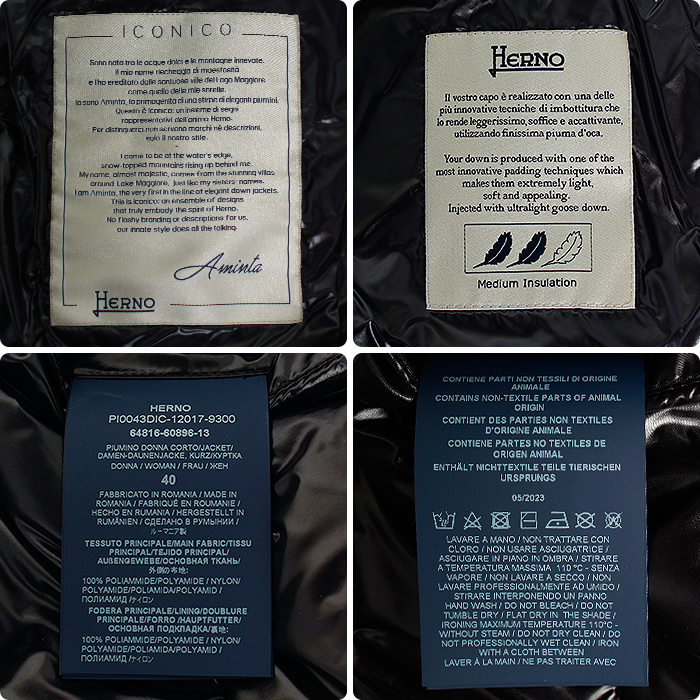 ICONICO
Sono nata tra le acque dolci e le montagne innevate.
Il mio nome riecheggia di maestosità
e l'ho ereditato dalle sontuose ville del Lago Maggiore
come quello delle mie sorelle.
Io sono Aminta, la primogenita di una stirpe di eleganti piumini.
Questo è Iconico: un insieme di segni
rappresentativi dell'anima Herno.
Per distinguerci non servono marchi nè descrizioni,
solo il nostro stile.
-
I come to be at the water's edge,
snow-topped mountains rising up behind me.
My name, almost majestic, comes from the stunning villas
around Lake Maggiore, just like my sisters' names.
I am Aminta, the very first in the line of elegant down jackets.
This is Iconico: an ensemble of designs
that truly embody the spirit of Herno.
No flashy branding or descriptions for us,
our innate style does all the talking.
Aminta
HERNO
HERNO
Il vostro capo è realizzato con una delle
più innovative tecniche di imbottitura che
lo rende leggerissimo, soffice e accattivante,
utilizzando finissima piuma d'oca.
Your down is produced with one of the
most innovative padding techniques which
makes them extremely light,
soft and appealing.
Injected with ultralight goose down.
Medium Insulation
HERNO
PI0043DIC-12017-9300
64816-60896-13
PIUMINO DONNA CORTO/JACKET/
DAMEN-DAUNENJACKE, KURZ/КУРТКА
DONNA / WOMAN / FRAU / ЖЕН
40
FABBRICATO IN ROMANIA / MADE IN
ROMANIA / FABRIQUÉ EN ROUMANIE /
HECHO EN RUMANIA / HERGESTELLT IN
RUMÄNIEN / СДЕЛАНО В РУМЫНИИ /
ルーマニア製
TESSUTO PRINCIPALE/MAIN FABRIC/TISSU
PRINCIPAL/TEJIDO PRINCIPAL/
AUßENGEWEBE/ОСНОВНАЯ ТКАНЬ/
外側の布地:
100% POLIAMMIDE/POLYAMIDE / NYLON/
POLYAMIDE/POLIAMIDA/POLYAMID /
ПОЛИАМИД /ナイロン
FODERA PRINCIPALE/LINING/DOUBLURE
PRINCIPALE/FORRO /HAUPTFUTTER/
ОСНОВНАЯ ПОДКЛАДКА/裏地:
100% POLIAMMIDE/POLYAMIDE / NYLON/
POLYAMIDE/POLIAMIDA/POLYAMID /
ПОЛИАМИД /ナイロン
CONTIENE PARTI NON TESSILI DI ORIGINE
ANIMALE
CONTAINS NON-TEXTILE PARTS OF ANIMAL
ORIGIN
CONTIENT DES PARTIES NON TEXTILES
D'ORIGINE ANIMALE
CONTIENE PARTES NO TEXTILES DE
ORIGEN ANIMAL
ENTHÄLT NICHTTEXTILE TEILE TIERISCHEN
URSPRUNGS
05/2023
LAVARE A MANO / NON TRATTARE CON
CLORO / NON USARE ASCIUGATRICE /
ASCIUGARE IN PIANO IN OMBRA / STIRARE
A TEMPERATURA MASSIMA 110 °C - SENZA
VAPORE / NON LAVARE A SECCO / NON
LAVARE PROFESSIONALMENTE AD UMIDO /
STIRARE INTERPONENDO UN PANNO
HAND WASH / DO NOT BLEACH / DO NOT
TUMBLE DRY / FLAT DRY IN THE SHADE /
IRONING MAXIMUM TEMPERATURE 110°C -
WITHOUT STEAM / DO NOT DRY CLEAN / DO
NOT PROFESSIONALLY WET CLEAN / IRON
WITH A CLOTH BETWEEN
LAVER À LA MAIN / NE PAS TRAITER AVEC